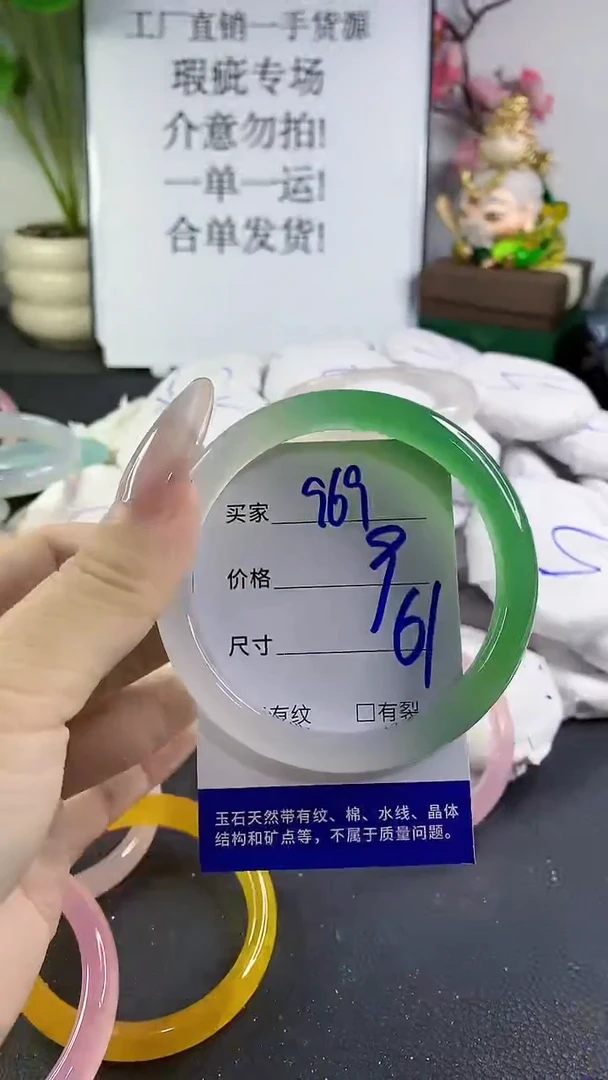 工厂直销一手货源
瑕疵专场
介意勿拍!
一单一运!
合单发货!
买家 969
价格
尺寸 61
有纹 □有裂
玉石天然带有纹、棉、水线、晶体
结构和矿点等，不属于质量问题。